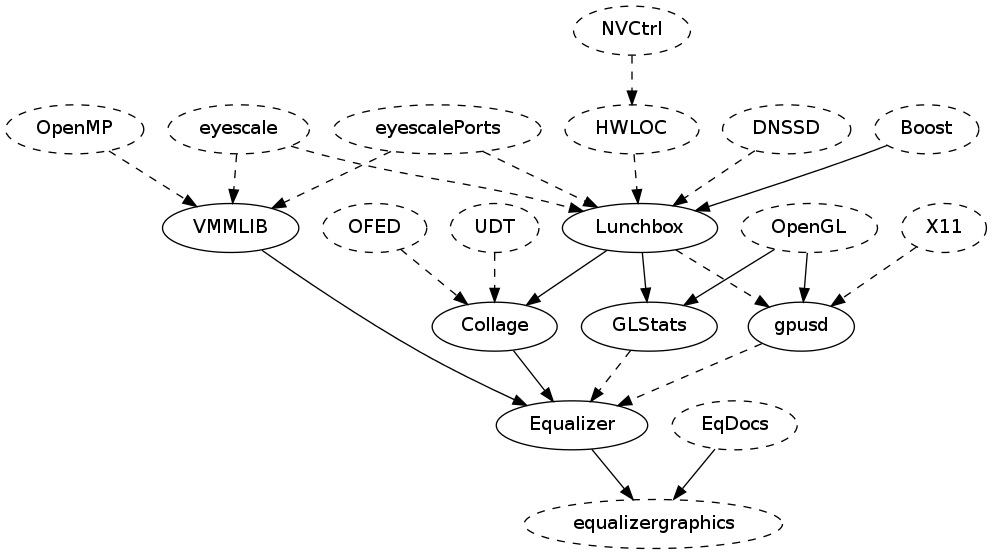 NVCtrl
OpenMP
eyescale
eyescalePorts
HWLOC
DNSSD
Boost
VMMLIB
OFED
UDT
Lunchbox
OpenGL
X11
Collage
GLStats
gpusd
Equalizer
EqDocs
equalizergraphics